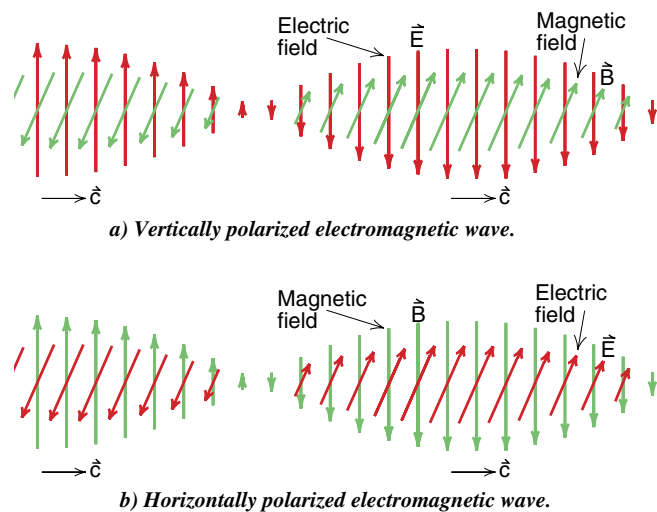 Electric
field
E⃗
Magnetic
field
B⃗
c⃗
c⃗
a) Vertically polarized electromagnetic wave.
Magnetic
field
B⃗
Electric
field
E⃗
c⃗
c⃗
b) Horizontally polarized electromagnetic wave.